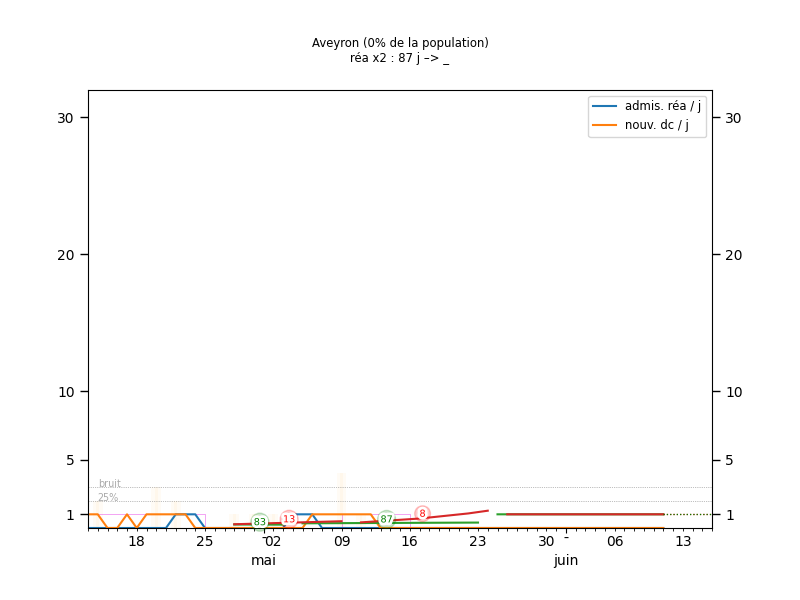 Aveyron (0% de la population)
réa x2 : 87 j –> _
admis. réa / j
nouv. dc / j
30 30
20 20
10 10
5 5
bruit
25%
1 1
83 13 87 8
18 25 02 09 16 23 30 06 13
mai juin